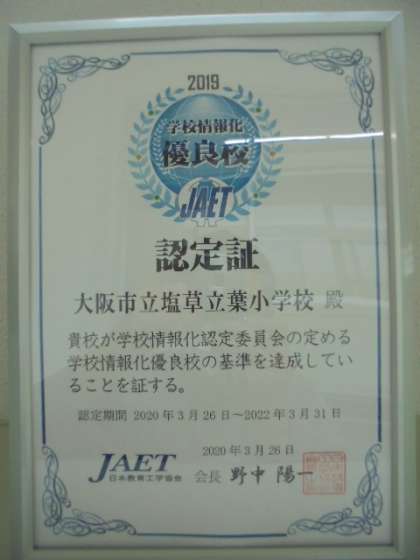 2019
学校情報化
優良校
JAET
認定証
大阪市立塩草立葉小学校 殿
貴校が学校情報化認定委員会の定める
学校情報化優良校の基準を達成してい
ることを証する。
認定期間 2020年3月26日～2022年3月31日
2020年3月26日
JAET
日本教育工学協会
会長 野中 陽一